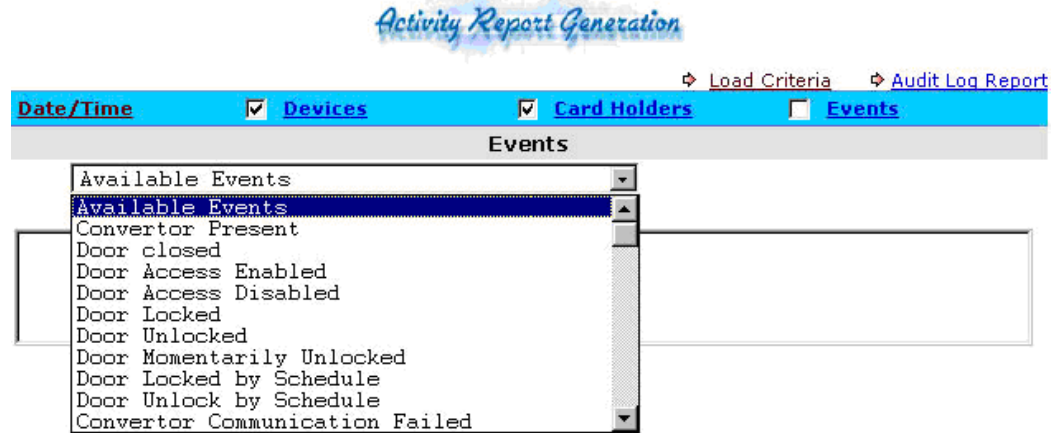 Activity Report Generation
Load Criteria Audit Log Report
Date/Time Devices Card Holders Events
Events
Available Events
Available Events
Convertor Present
Door closed
Door Access Enabled
Door Access Disabled
Door Locked
Door Unlocked
Door Momentarily Unlocked
Door Locked by Schedule
Door Unlock by Schedule
Convertor Communication Failed